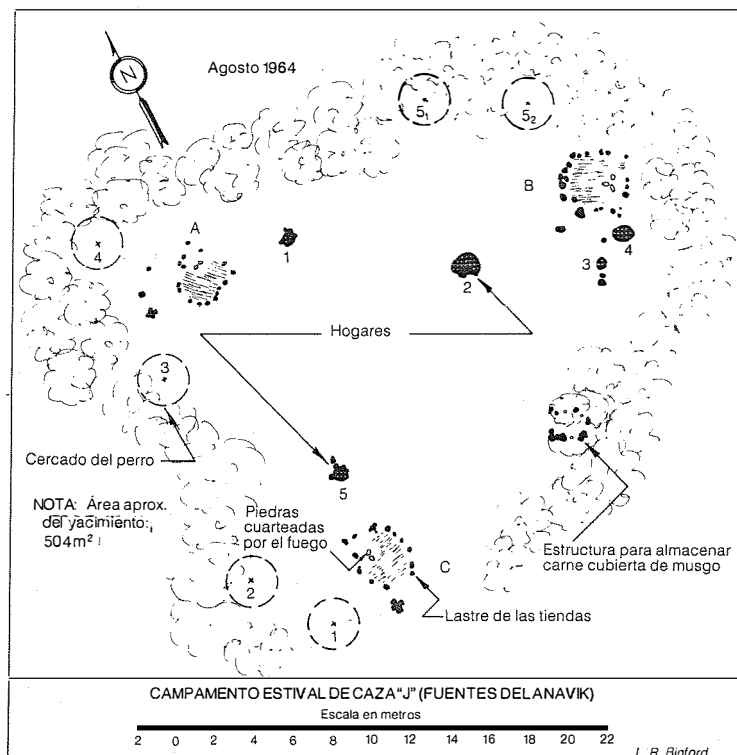 Agosto 1964
N
5₁
5₂
B
A
4
1
2
3
4
Hogares
3
Cercado del perro
5
NOTA: Área aprox.
del yacimiento:
504m²
Piedras
cuarteadas
por el fuego
C
2
1
Estructura para almacenar
carne cubierta de musgo
Lastre de las tiendas
CAMPAMENTO ESTIVAL DE CAZA "J" (FUENTES DEL ANAVIK)
Escala en metros
2 0 2 4 6 8 10 12 14 16 18 20 22
L. R. Binford